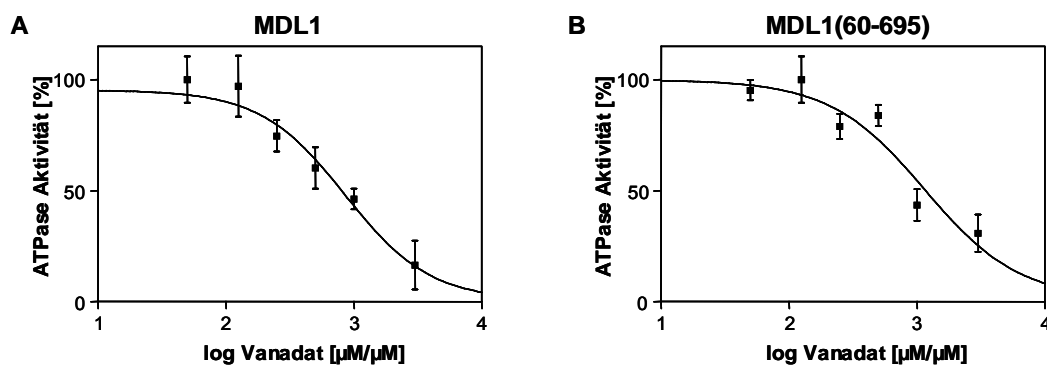 A
MDL1
ATPase Aktivität [%]
100
50
0
1
2
3
4
log Vanadat [µM/µM]
B
MDL1(60-695)
ATPase Aktivität [%]
100
50
0
1
2
3
4
log Vanadat [µM/µM]